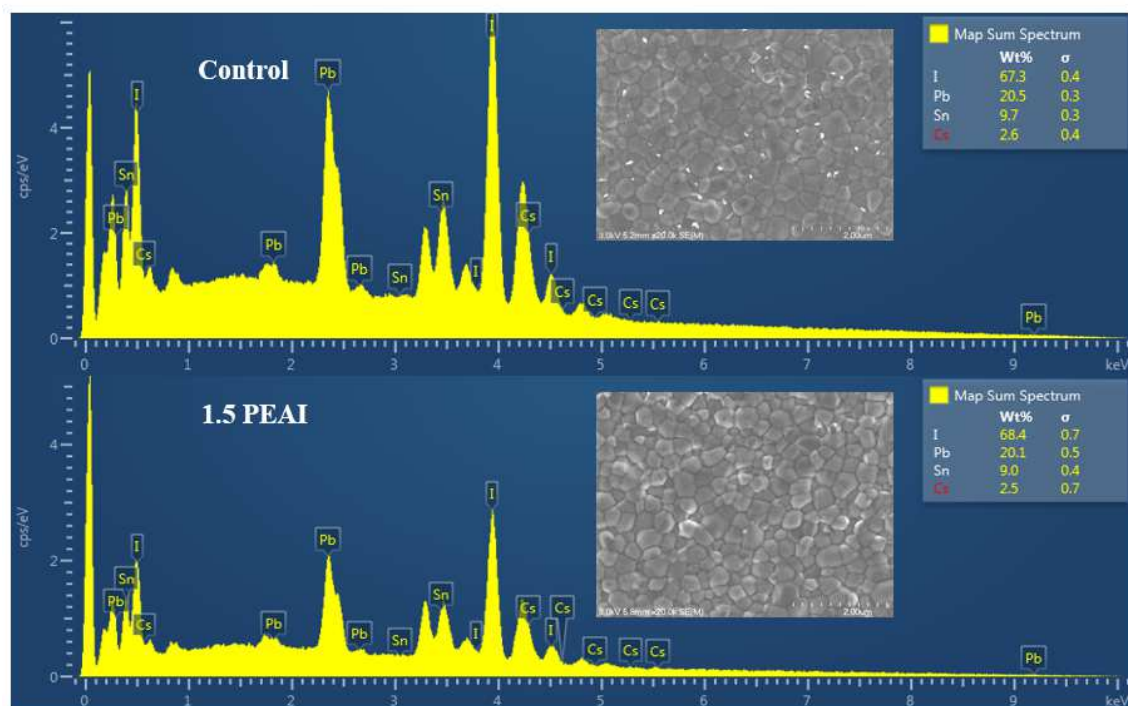 Control
Map Sum Spectrum
Wt% σ
I 67.3 0.4
Pb 20.5 0.3
Sn 9.7 0.3
Cs 2.6 0.4
I
Pb
I
Sn
Sn
Pb
Cs
Cs
Pb
Pb
Sn
I
I
Cs
Cs
Cs
Cs
Pb
cps/eV
4
2
0
2.00um
0 1 2 3 4 5 6 7 8 9 keV
1.5 PEAI
Map Sum Spectrum
Wt% σ
I 68.4 0.7
Pb 20.1 0.5
Sn 9.0 0.4
Cs 2.5 0.7
I
Pb
I
Sn
Pb
Cs
Pb
Pb
Sn
Sn
I
Cs
Cs
I
Cs
Cs
Cs
Pb
cps/eV
4
2
0
2.00um
0 1 2 3 4 5 6 7 8 9 keV